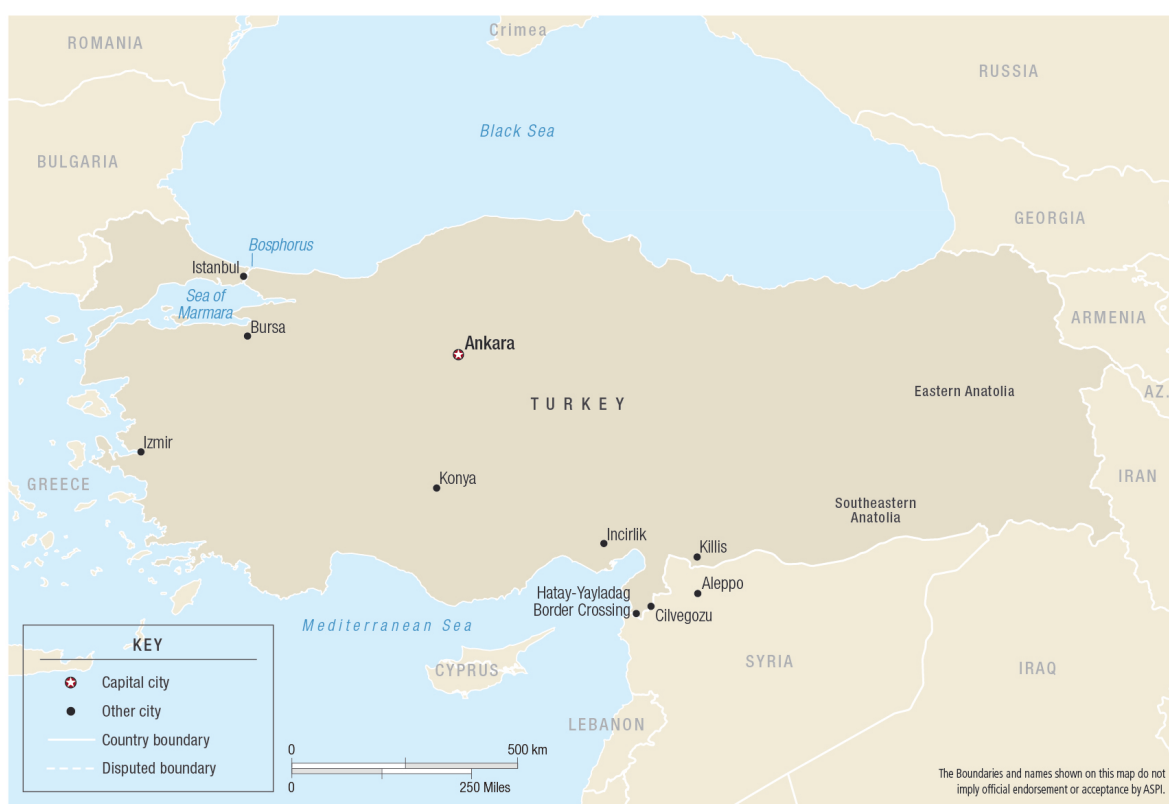 Crimea
ROMANIA
RUSSIA
Black Sea
BULGARIA
GEORGIA
Bosphorus
Istanbul
Sea of
Marmara
ARMENIA
Bursa
Ankara
Eastern Anatolia
AZ.
TURKEY
Izmir
GREECE
Konya
IRAN
Southeastern
Anatolia
Incirlik
Killis
Aleppo
Hatay-Yayladag
Border Crossing
Cilvegozu
Mediterranean Sea
CYPRUS
SYRIA
IRAQ
LEBANON
KEY
Capital city
Other city
Country boundary
Disputed boundary
0 500 km
0 250 Miles
The Boundaries and names shown on this map do not
imply official endorsement or acceptance by ASPI.